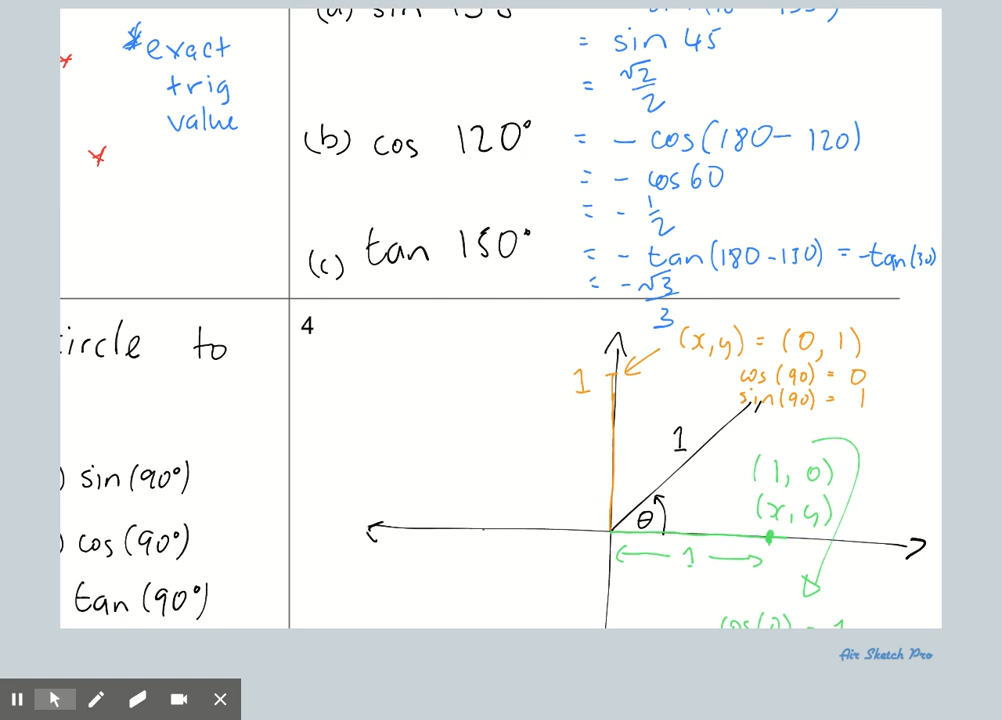 *exact
trig
value
= sin 45
= √2/2
(b) cos 120° = - cos(180 - 120)
= - cos 60
= - 1/2
(c) tan 150° = - tan(180 - 150) = -tan(30)
= - √3/3
circle to
4
(x,y) = (0, 1)
1
cos(90) = 0
sin(90) = 1
1
(1, 0)
(x,y)
θ
) sin(90°)
) cos(90°)
tan(90°)
1
Air Sketch Pro